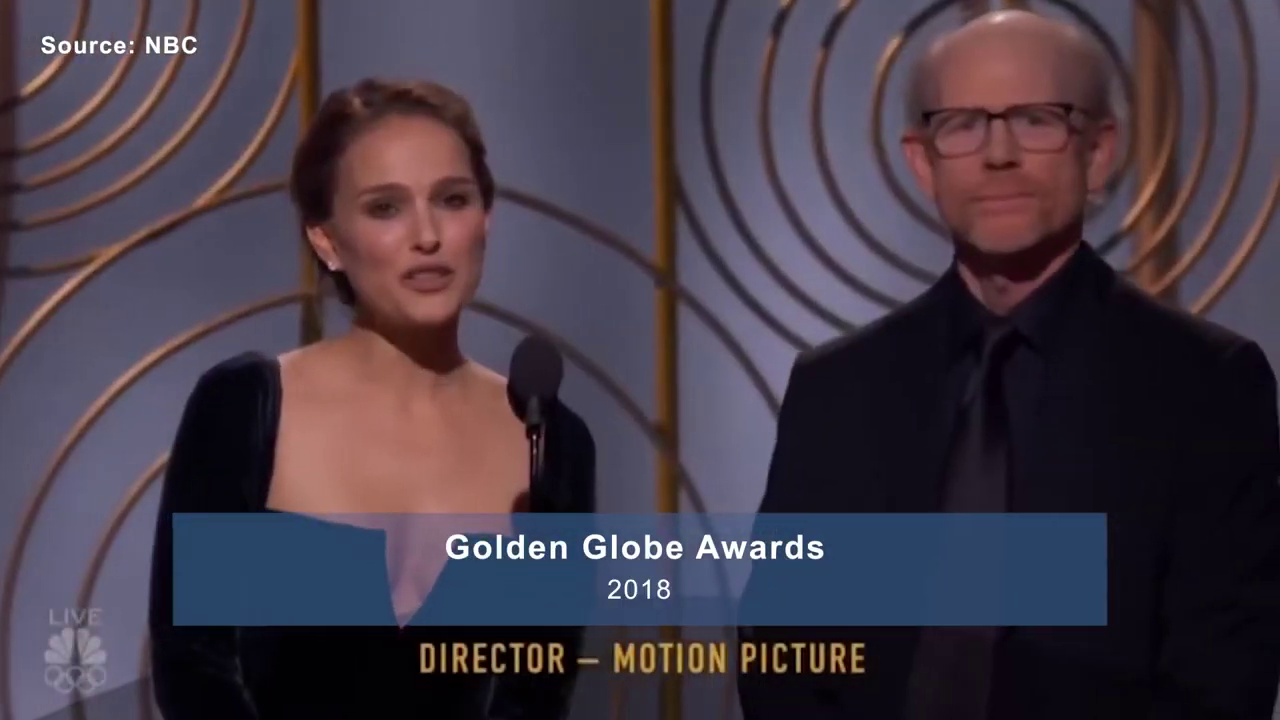 Source: NBC
Golden Globe Awards
2018
LIVE
DIRECTOR – MOTION PICTURE